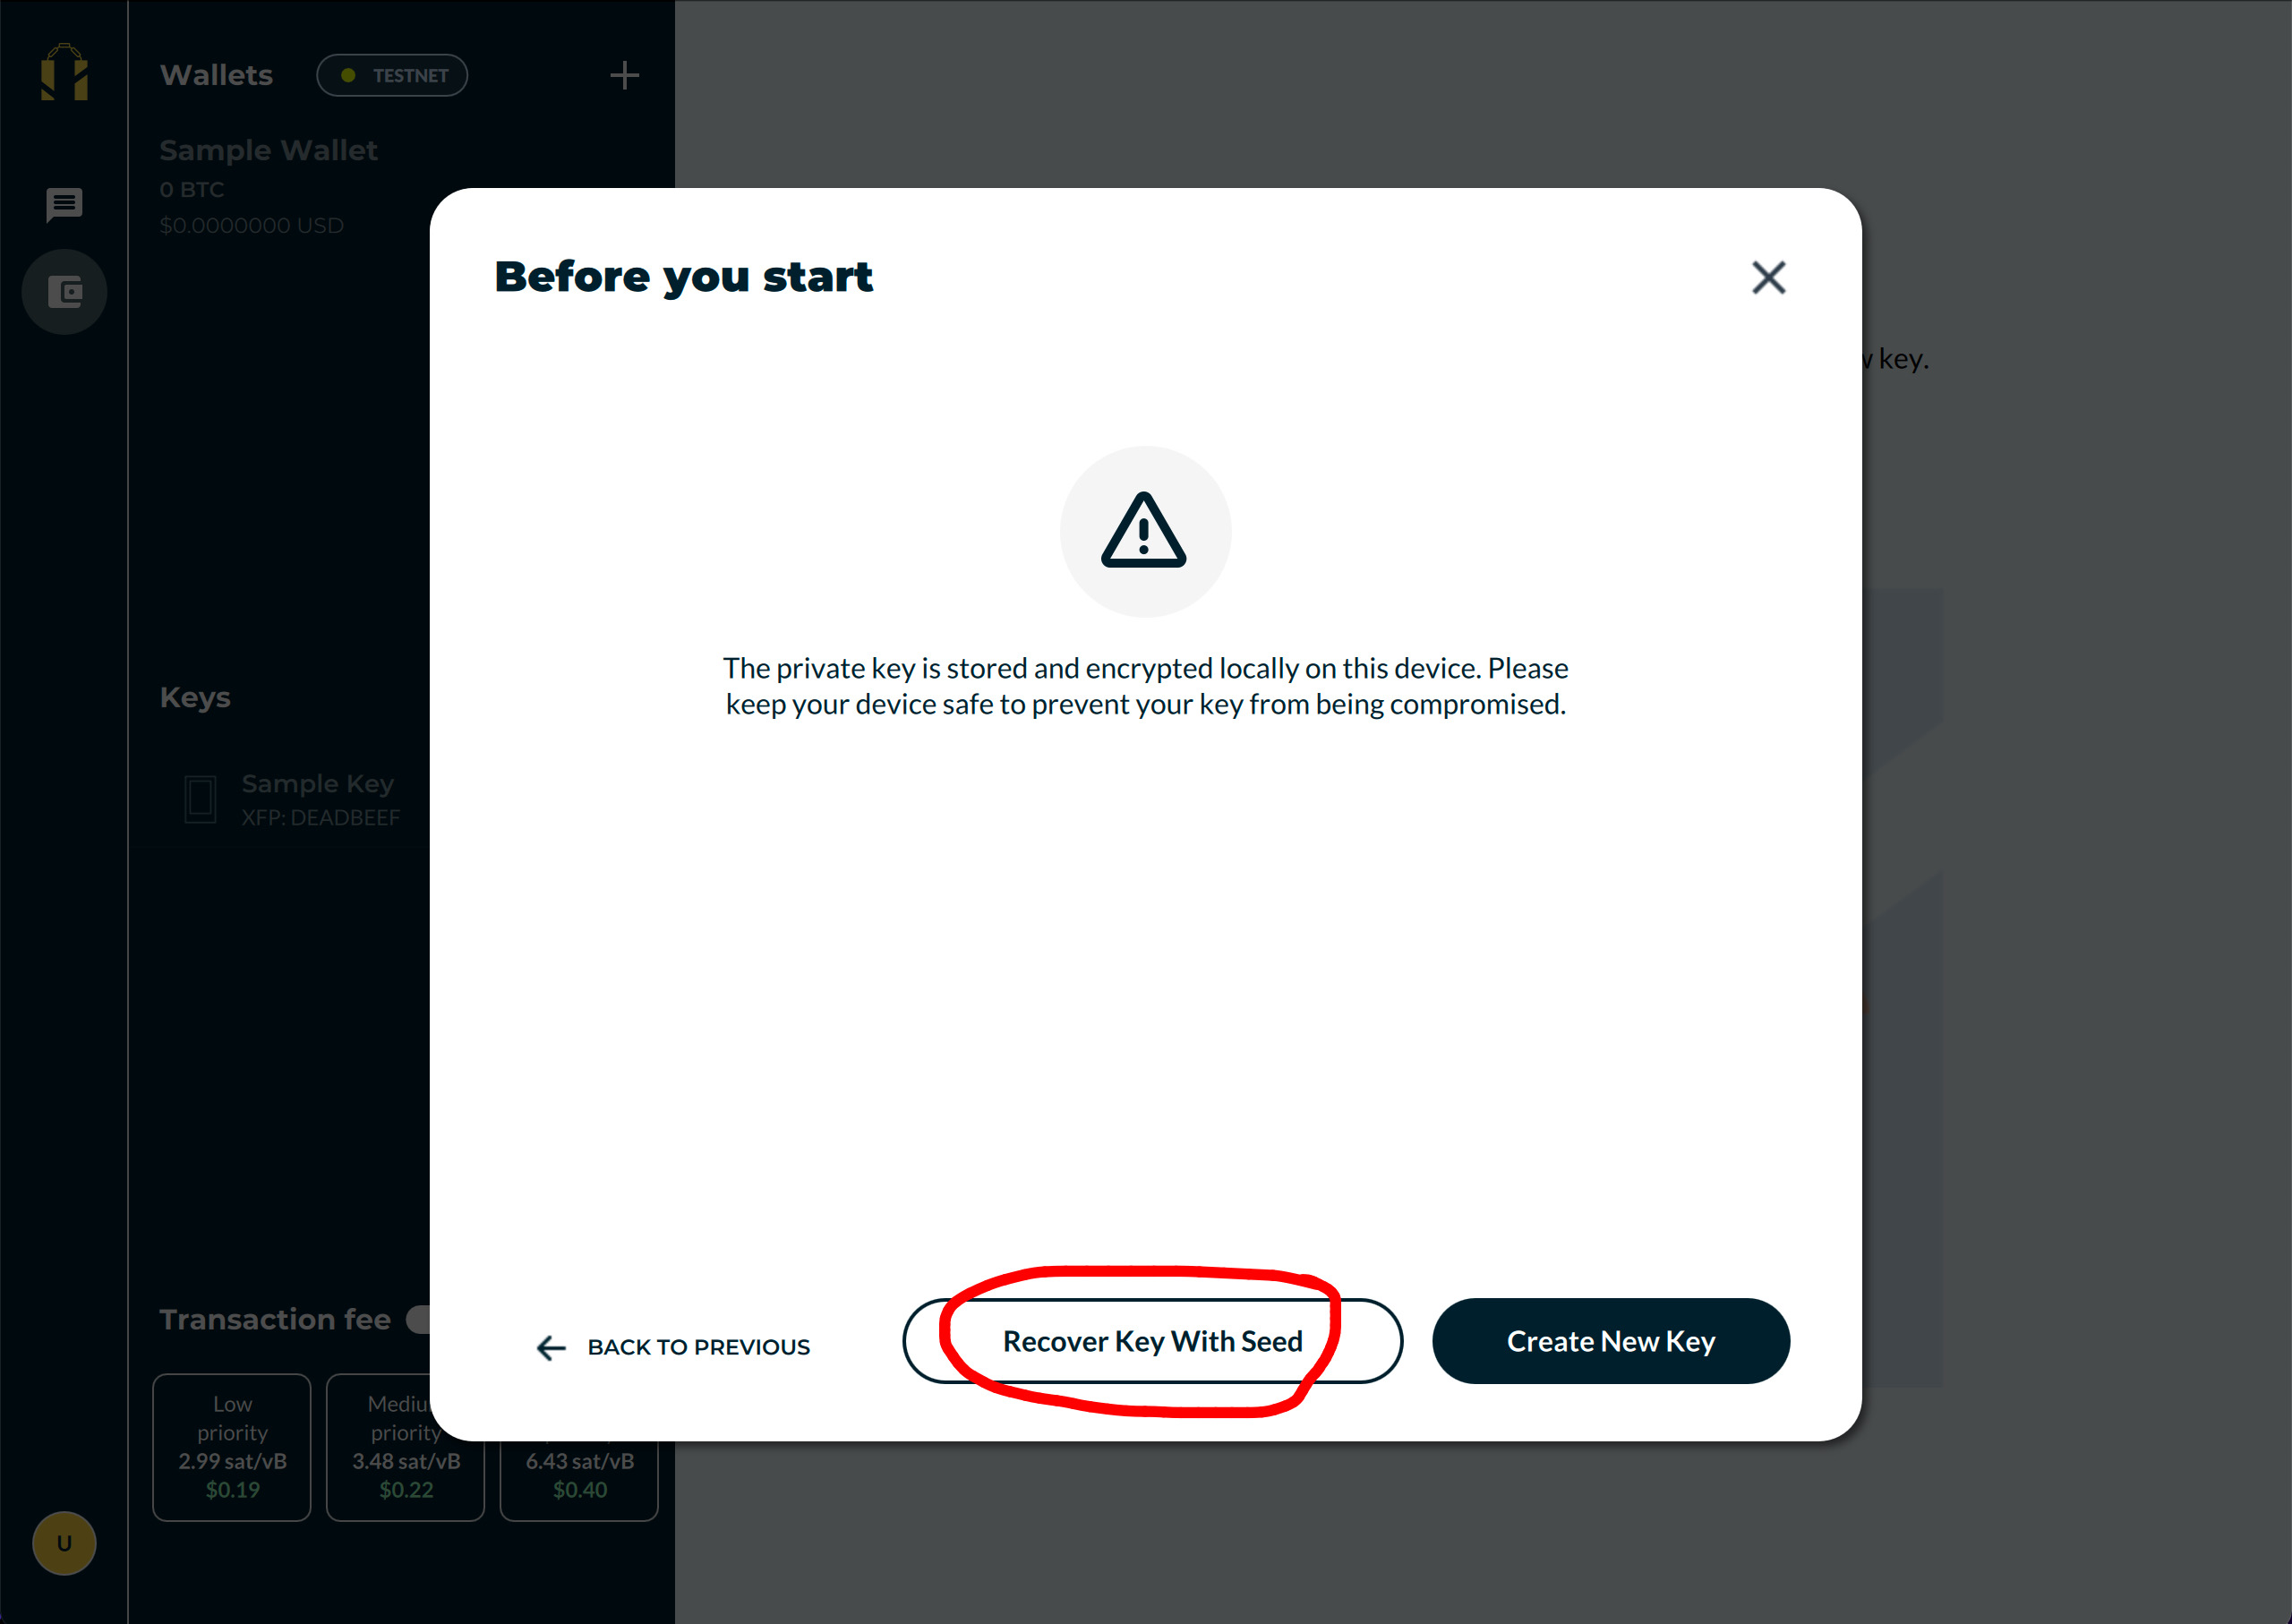 Wallets
TESTNET
Sample Wallet
0 BTC
$0.0000000 USD
Before you start
key.
The private key is stored and encrypted locally on this device. Please
keep your device safe to prevent your key from being compromised.
Keys
Sample Key
XFP: DEADBEEF
Transaction fee
BACK TO PREVIOUS
Recover Key With Seed
Create New Key
Low
priority
2.99 sat/vB
$0.19
priority
3.48 sat/vB
$0.22
6.43 sat/vB
$0.40
U